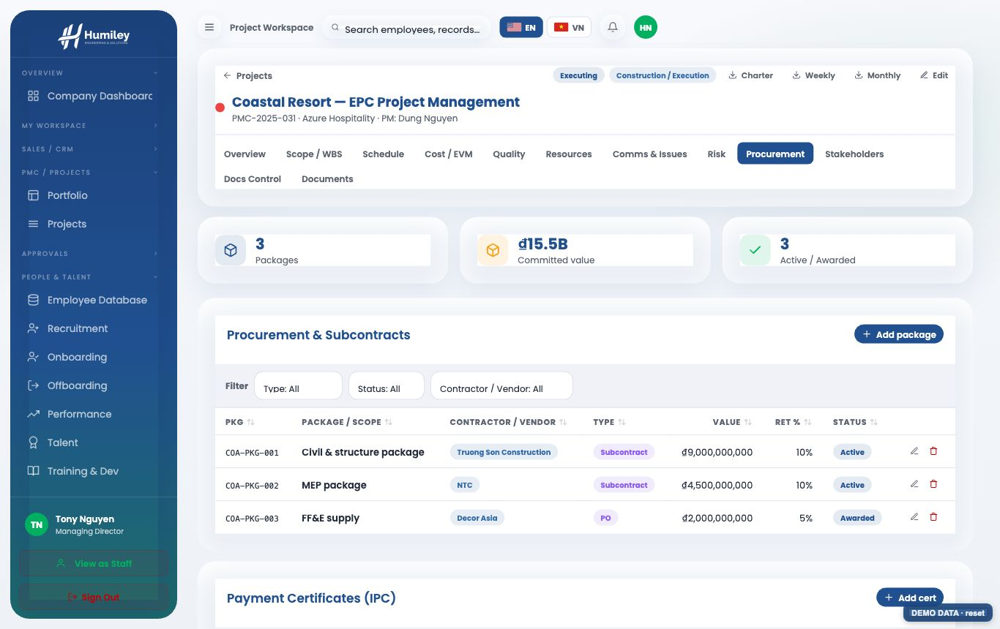 Humiley
ENGINEERING & SOLUTIONS
OVERVIEW
Company Dashboard
MY WORKSPACE
SALES / CRM
PMC / PROJECTS
Portfolio
Projects
APPROVALS
PEOPLE & TALENT
Employee Database
Recruitment
Onboarding
Offboarding
Performance
Talent
Training & Dev
TN
Tony Nguyen
Managing Director
View as Staff
Sign Out
Project Workspace
Search employees, records...
EN
VN
HN
Projects
Executing
Construction / Execution
Charter
Weekly
Monthly
Edit
Coastal Resort — EPC Project Management
PMC-2025-031 · Azure Hospitality · PM: Dung Nguyen
Overview Scope / WBS Schedule Cost / EVM Quality Resources Comms & Issues Risk Procurement Stakeholders
Docs Control Documents
3
Packages
₫15.5B
Committed value
3
Active / Awarded
Procurement & Subcontracts
Add package
Filter Type: All Status: All Contractor / Vendor: All
PKG PACKAGE / SCOPE CONTRACTOR / VENDOR TYPE VALUE RET % STATUS
COA-PKG-001 Civil & structure package Truong Son Construction Subcontract ₫9,000,000,000 10% Active
COA-PKG-002 MEP package NTC Subcontract ₫4,500,000,000 10% Active
COA-PKG-003 FF&E supply Decor Asia PO ₫2,000,000,000 5% Awarded
Payment Certificates (IPC)
Add cert
DEMO DATA · reset